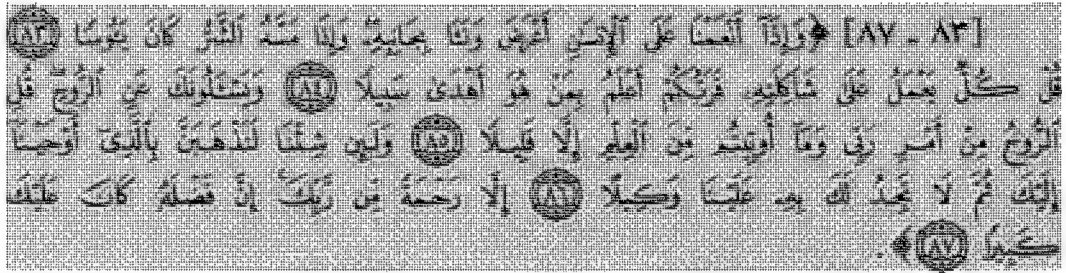 [٨٣ - ٨٧] ﴿وَإِذَآ أَنْعَمْنَا عَلَى ٱلْإِنسَٰنِ أَعْرَضَ وَنَـَٔا بِجَانِبِهِۦ وَإِذَا مَسَّهُ ٱلشَّرُّ كَانَ يَـُٔوسًا ٨٣
قُلْ كُلٌّ يَعْمَلُ عَلَىٰ شَاكِلَتِهِۦ فَرَبُّكُمْ أَعْلَمُ بِمَنْ هُوَ أَهْدَىٰ سَبِيلًا ٨٤ وَيَسْـَٔلُونَكَ عَنِ ٱلرُّوحِ قُلِ
ٱلرُّوحُ مِنْ أَمْرِ رَبِّى وَمَآ أُوتِيتُم مِّنَ ٱلْعِلْمِ إِلَّا قَلِيلًا ٨٥ وَلَئِن شِئْنَا لَنَذْهَبَنَّ بِٱلَّذِىٓ أَوْحَيْنَآ
إِلَيْكَ ثُمَّ لَا تَجِدُ لَكَ بِهِۦ عَلَيْنَا وَكِيلًا ٨٦ إِلَّا رَحْمَةً مِّن رَّبِّكَ إِنَّ فَضْلَهُۥ كَانَ عَلَيْكَ
كَبِيرًا ٨٧﴾.